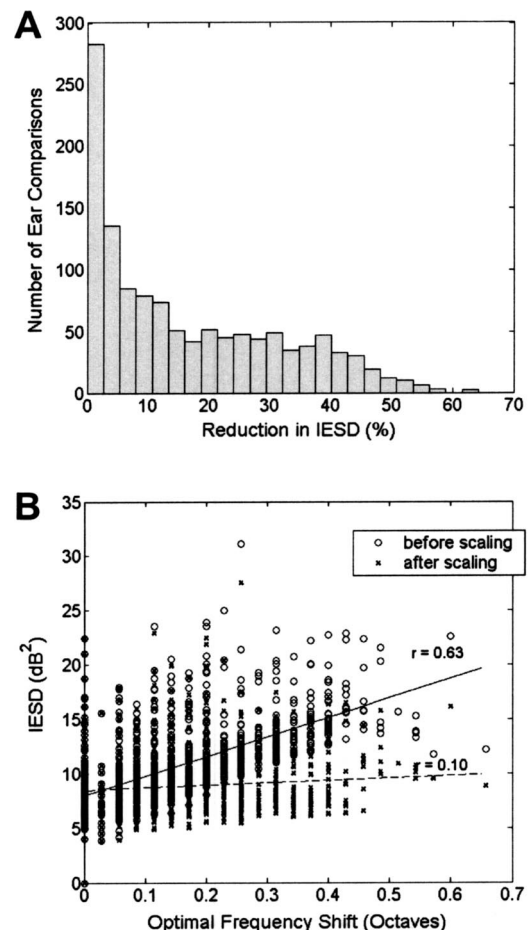 A
300
250
200
150
100
50
0
Number of Ear Comparisons
0 10 20 30 40 50 60 70
Reduction in IESD (%)
B
35
30
25
20
15
10
5
0
IESD (dB²)
before scaling
after scaling
r = 0.63
r = 0.10
0 0.1 0.2 0.3 0.4 0.5 0.6 0.7
Optimal Frequency Shift (Octaves)